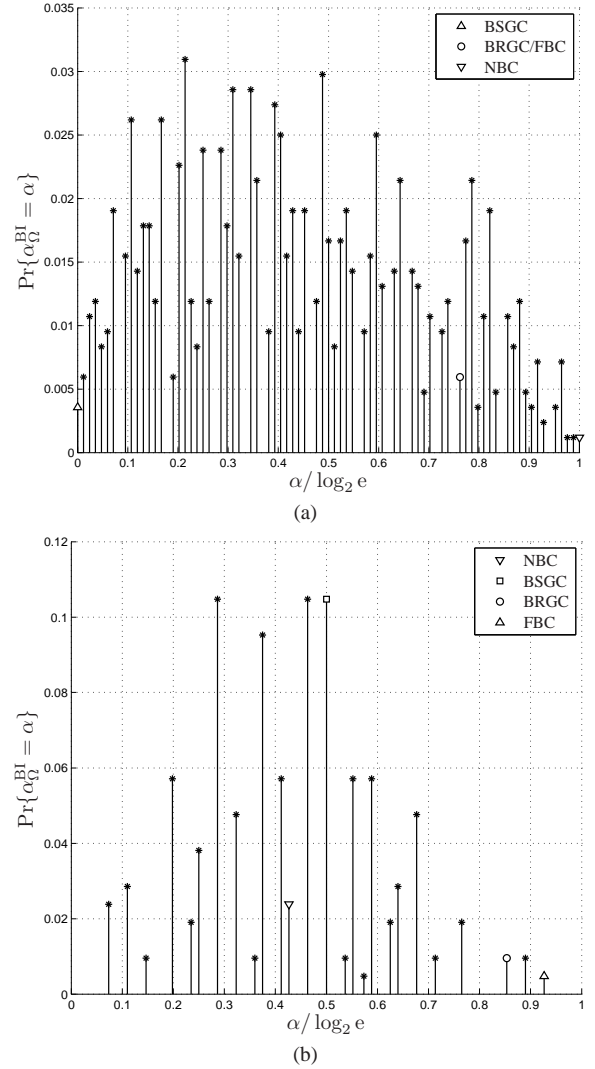 0.035
0.03
0.025
0.02
0.015
0.01
0.005
0
Pr{α_Ω^BI = α}
BSGC
BRGC/FBC
NBC
0 0.1 0.2 0.3 0.4 0.5 0.6 0.7 0.8 0.9 1
α/ log₂ e
(a)
0.12
0.1
0.08
0.06
0.04
0.02
0
Pr{α_Ω^BI = α}
NBC
BSGC
BRGC
FBC
0 0.1 0.2 0.3 0.4 0.5 0.6 0.7 0.8 0.9 1
α/ log₂ e
(b)